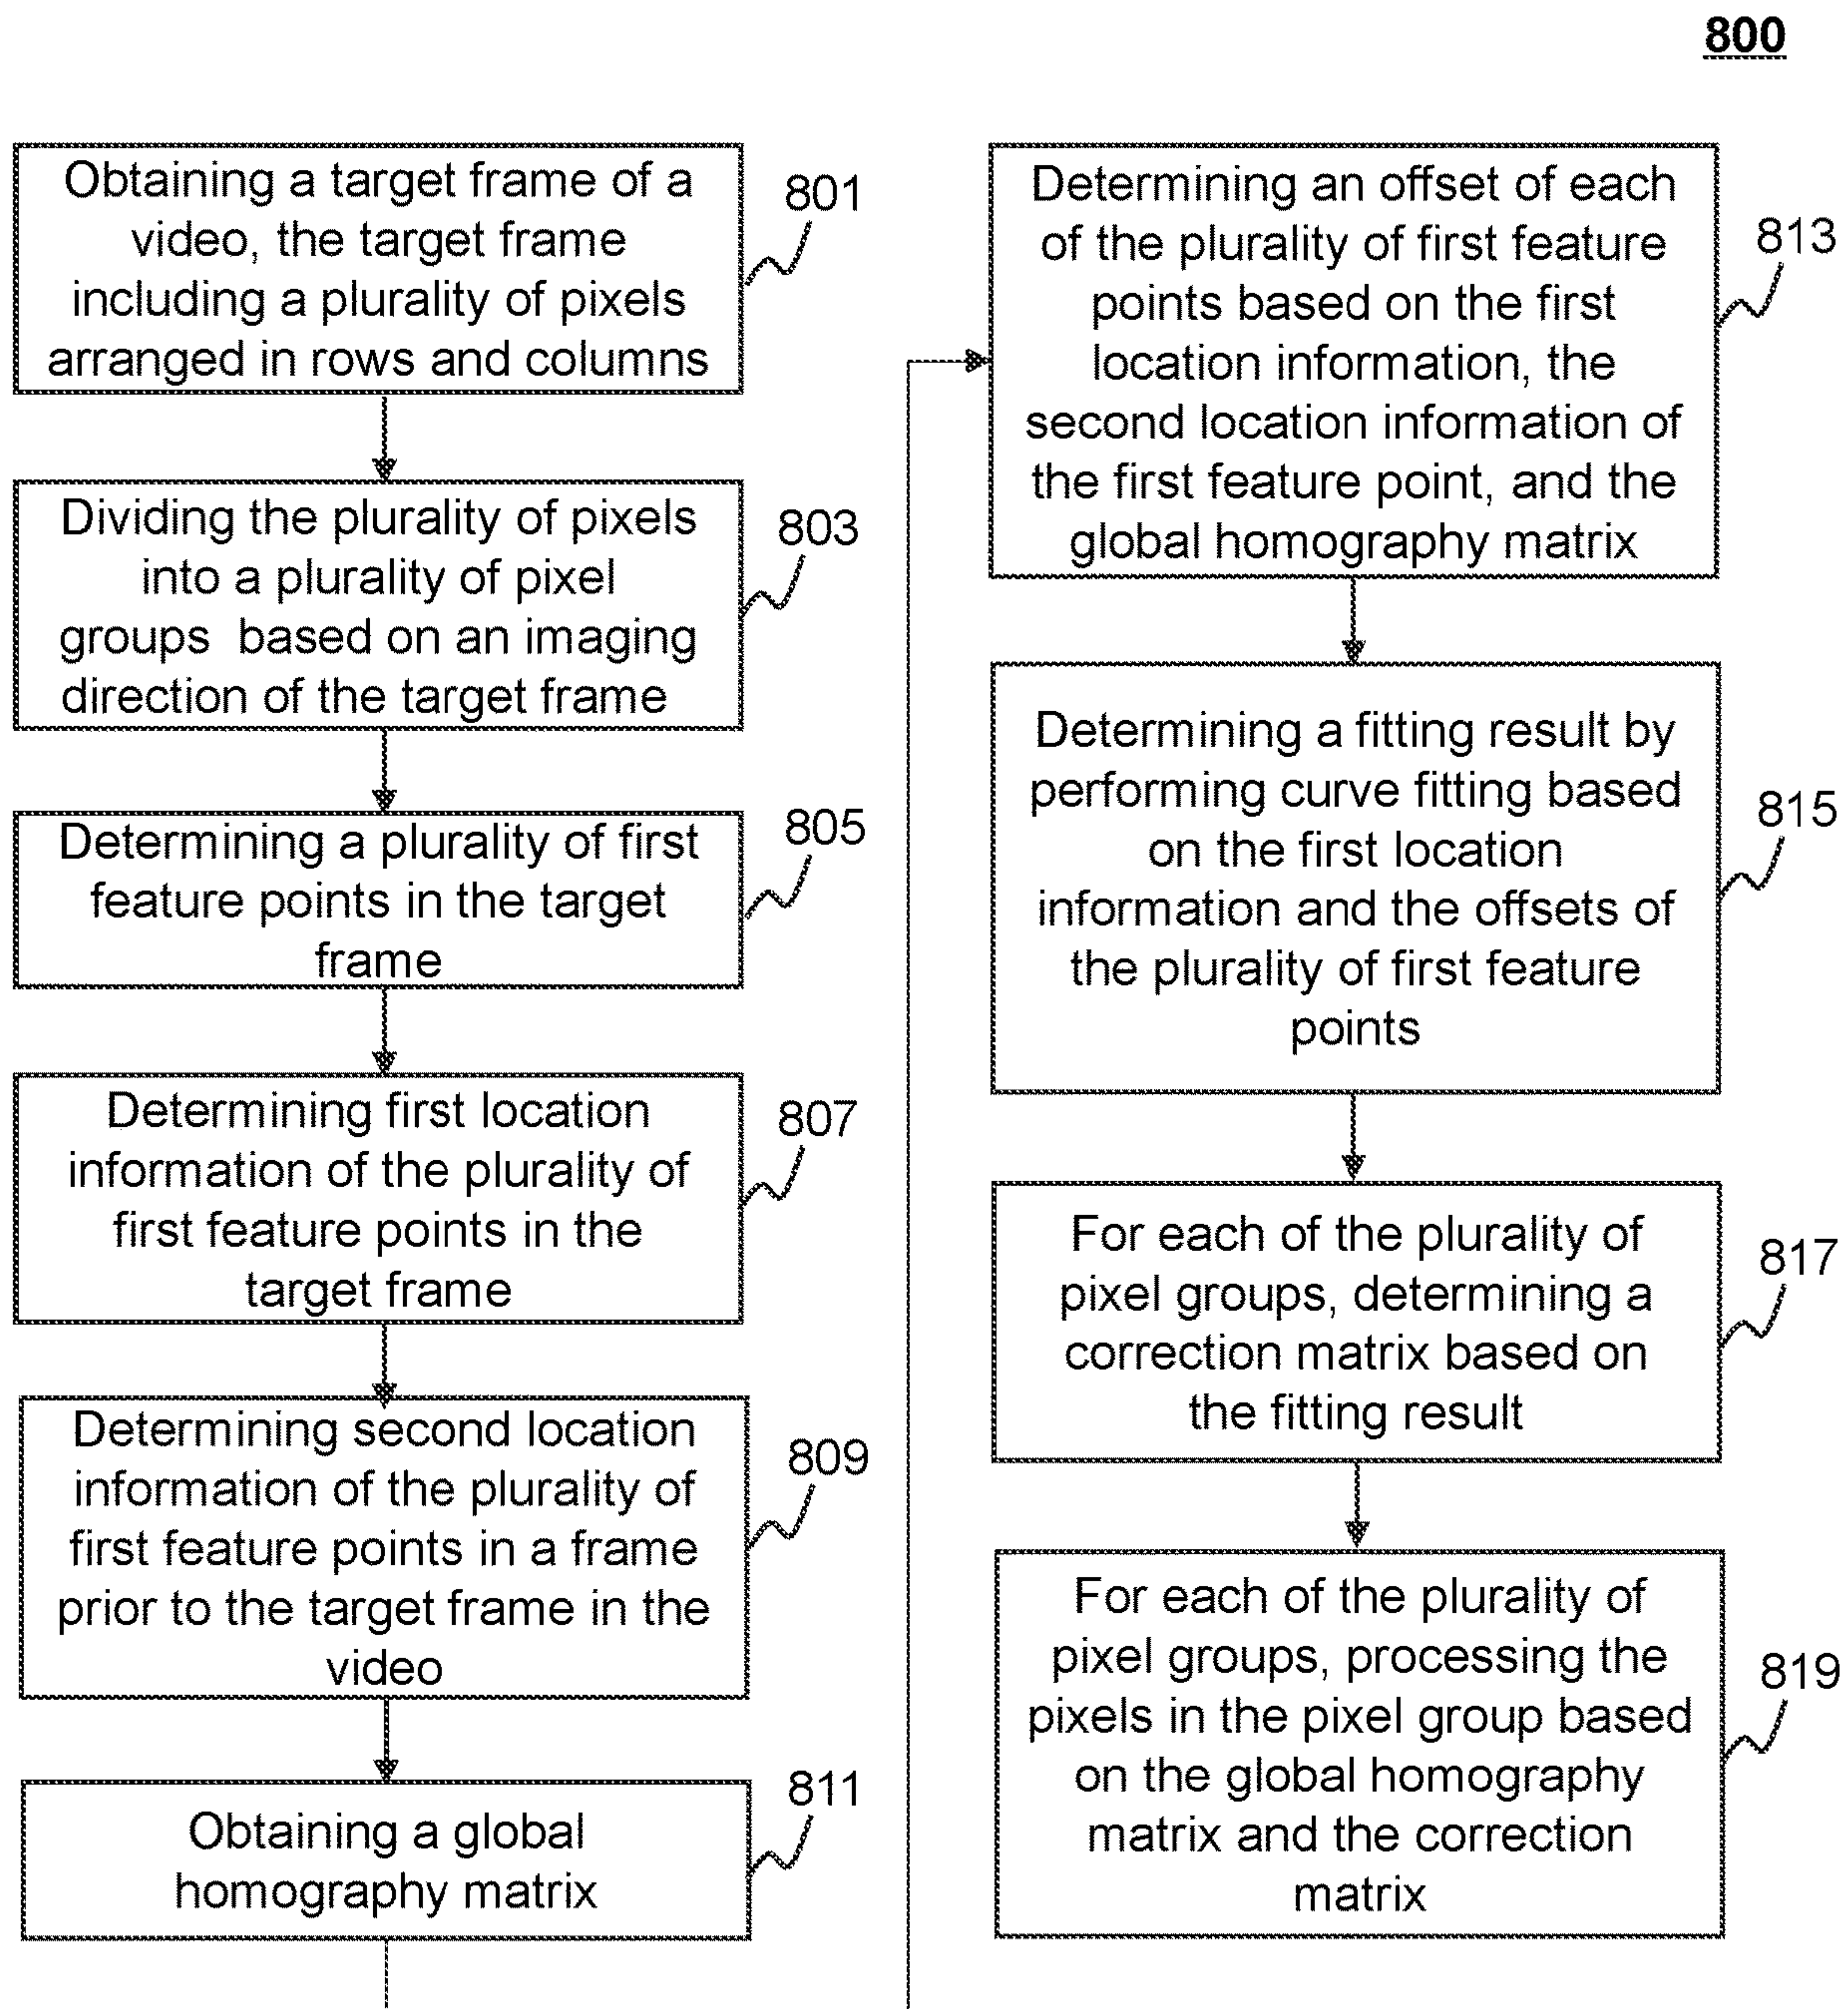 800
Obtaining a target frame of a
video, the target frame
including a plurality of pixels
arranged in rows and columns
801
Dividing the plurality of pixels
into a plurality of pixel
groups based on an imaging
direction of the target frame
803
Determining a plurality of first
feature points in the target
frame
805
Determining first location
information of the plurality of
first feature points in the
target frame
807
Determining second location
information of the plurality of
first feature points in a frame
prior to the target frame in the
video
809
Obtaining a global
homography matrix
811
Determining an offset of each
of the plurality of first feature
points based on the first
location information, the
second location information of
the first feature point, and the
global homography matrix
813
Determining a fitting result by
performing curve fitting based
on the first location
information and the offsets of
the plurality of first feature
points
815
For each of the plurality of
pixel groups, determining a
correction matrix based on
the fitting result
817
For each of the plurality of
pixel groups, processing the
pixels in the pixel group based
on the global homography
matrix and the correction
matrix
819